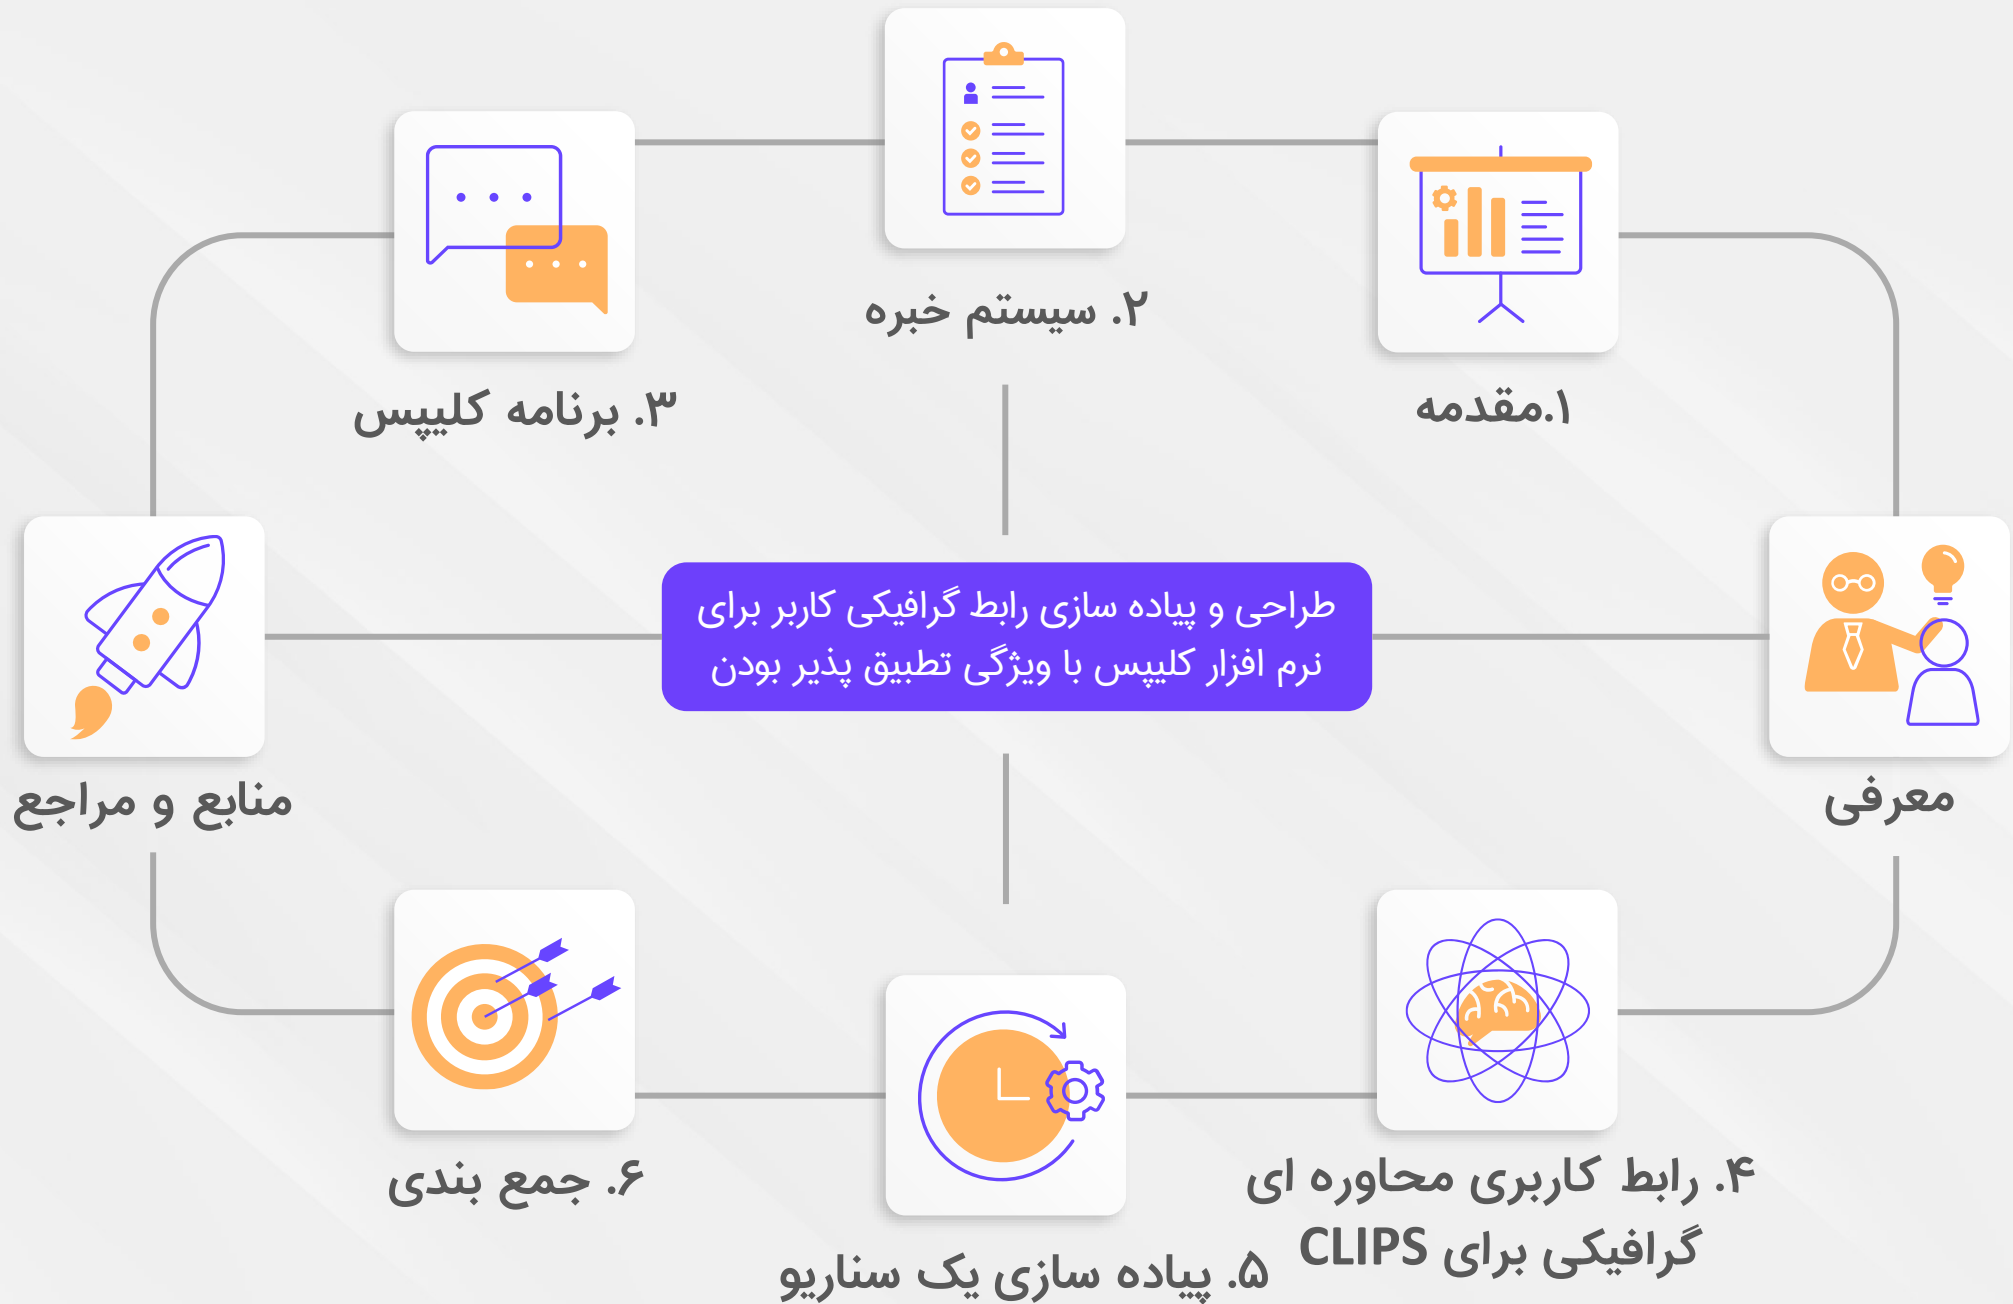 ۲. سیستم خبره
۱.مقدمه
۳. برنامه کلیپس
طراحی و پیاده سازی رابط گرافیکی کاربر برای
نرم افزار کلیپس با ویژگی تطبیق پذیر بودن
معرفی
منابع و مراجع
۴. رابط کاربری محاوره ای
گرافیکی برای CLIPS
۵. پیاده سازی یک سناریو
۶. جمع بندی